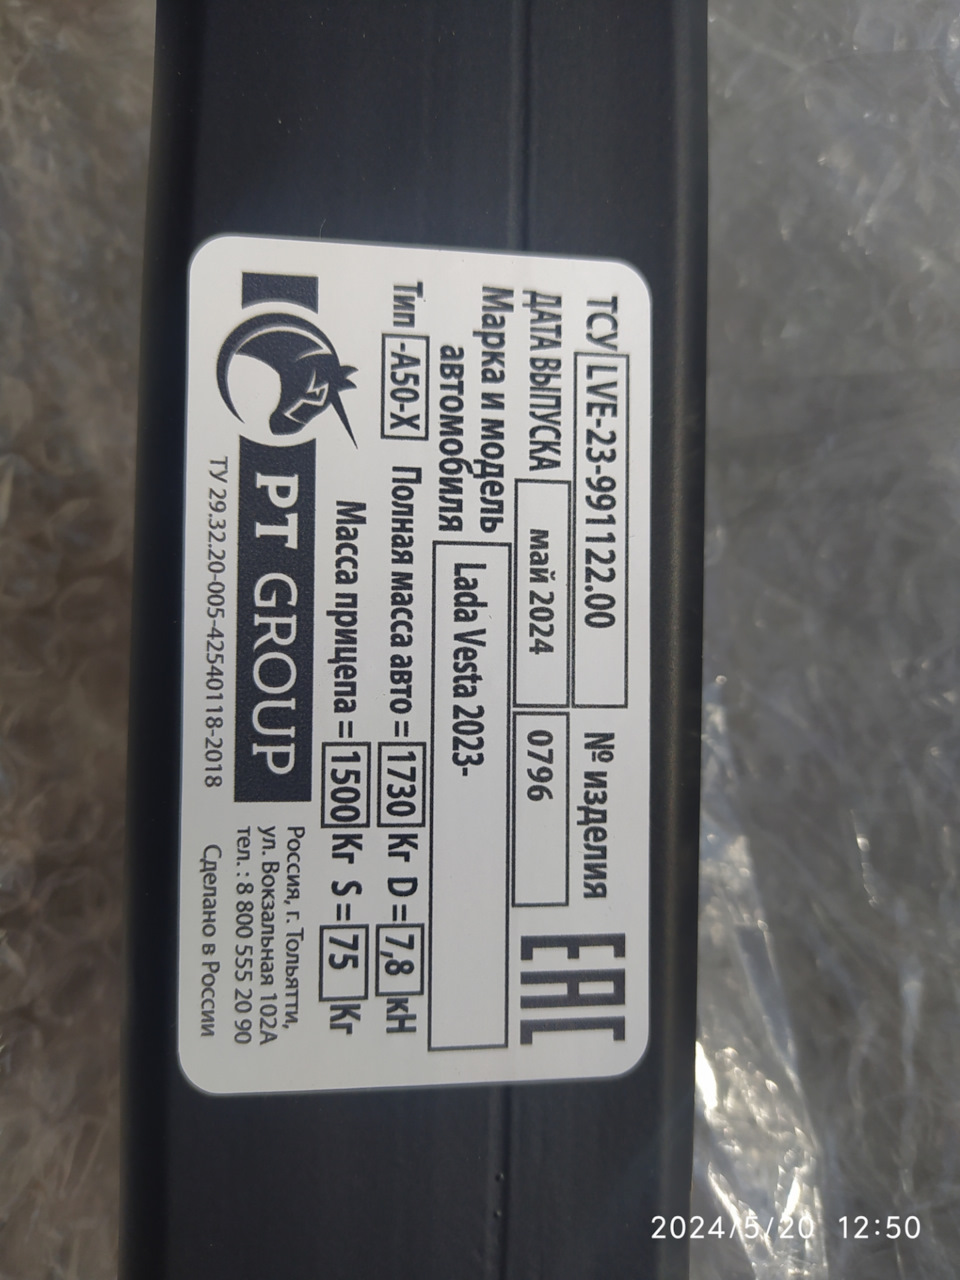 ТСУ LVE-23-991122.00 № изделия
ДАТА ВЫПУСКА май 2024 0796
Марка и модель
автомобиля Lada Vesta 2023-
Тип -A50-X Полная масса авто = 1730 Кг D = 7,8 кН
Масса прицепа = 1500 Кг S = 75 Кг
PT GROUP
ТУ 29.32.20-005-42540118-2018
Россия, г. Тольятти,
ул. Вокзальная 102А
тел. : 8 800 555 20 90
Сделано в России
ЕАС
2024/5/20 12:50